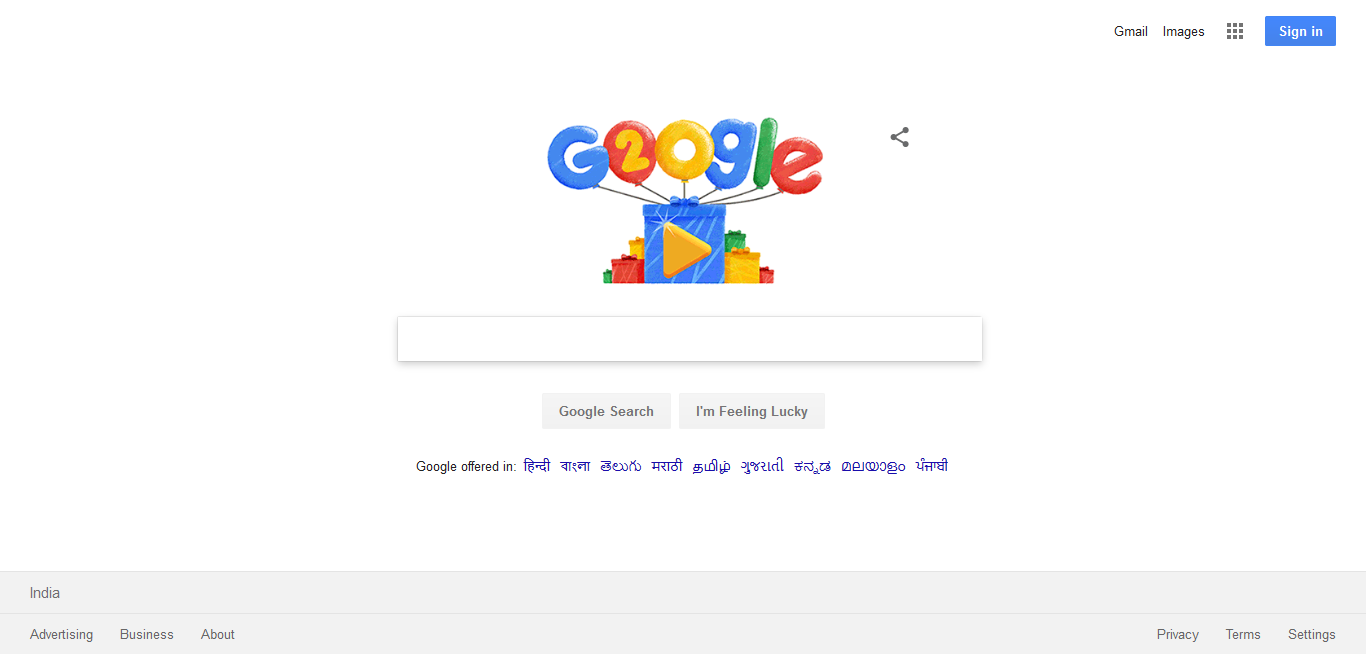 Gmail Images Sign in
G20gle
Google Search I'm Feeling Lucky
Google offered in: हिन्दी বাংলা తెలుగు मराठी தமிழ் ગુજરાતી ಕನ್ನಡ മലയാളം ਪੰਜਾਬੀ
India
Advertising Business About Privacy Terms Settings